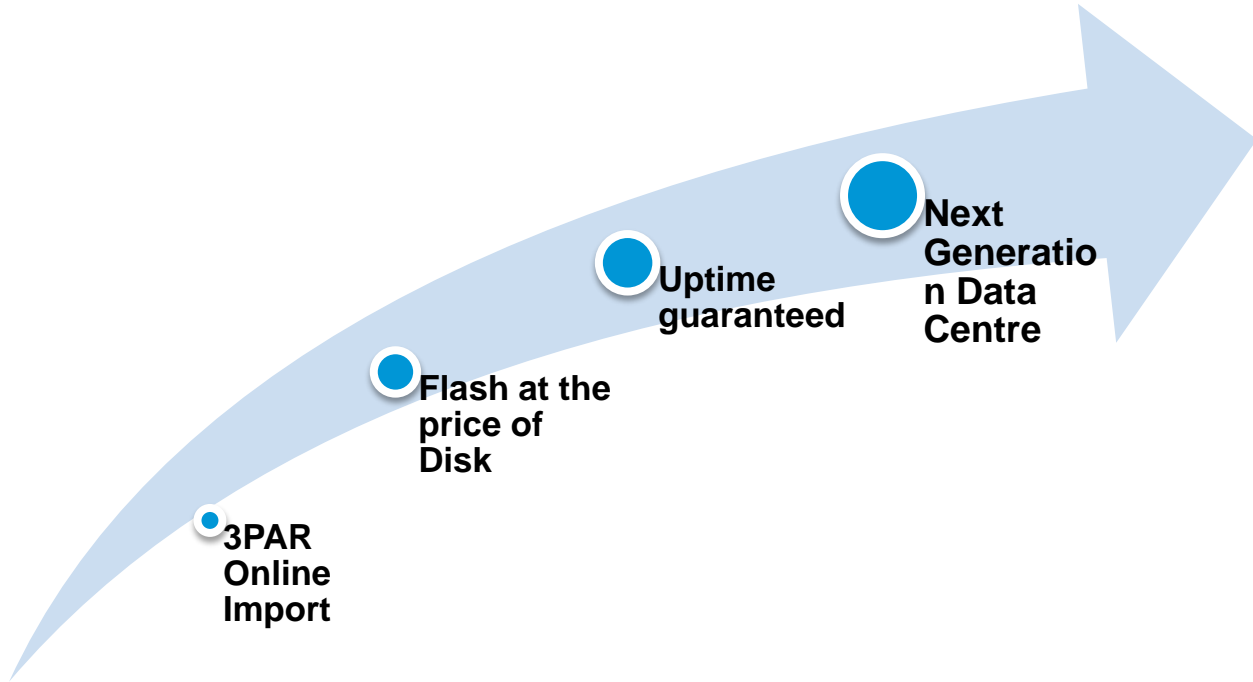 3PAR
Online
Import
Flash at the
price of
Disk
Uptime
guaranteed
Next
Generatio
n Data
Centre